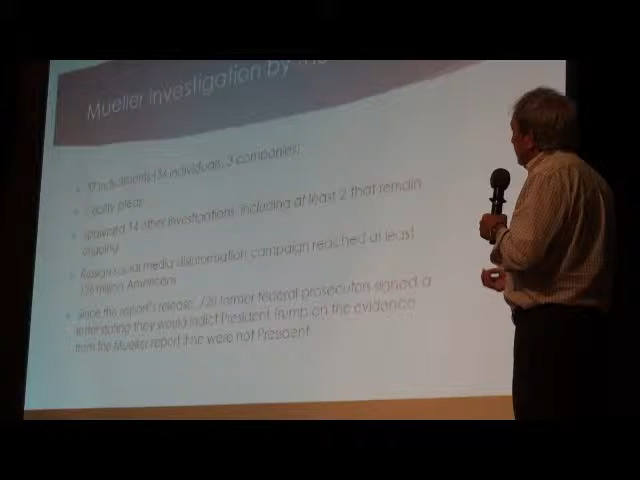 Mueller Investigation by the
37 indictments (34 individuals, 3 companies)
guilty pleas
Spawned 14 other investigations, including at least 2 that remain
ongoing
Russian social media disinformation campaign reached at least
126 million Americans
Since the report's release, former federal prosecutors signed a
letter stating they would indict President Trump on the evidence
from the Mueller report if he were not President